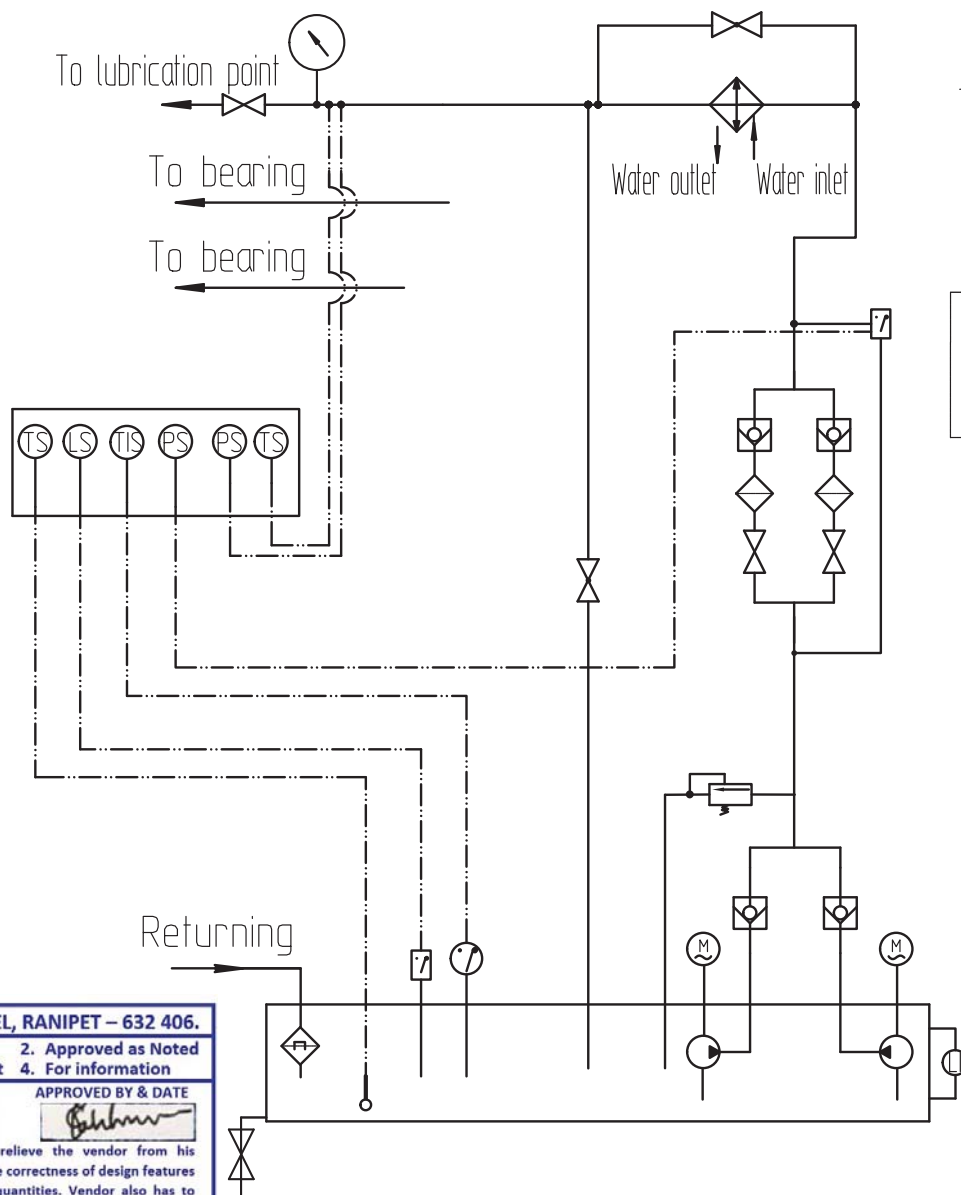 To lubrication point
Water outlet
Water inlet
To bearing
To bearing
TS LS TIS PS PS TS
Returning
M
M
EL, RANIPET – 632 406.
2. Approved as Noted
t 4. For information
APPROVED BY & DATE
relieve the vendor from his
e correctness of design features
quantities. Vendor also has to